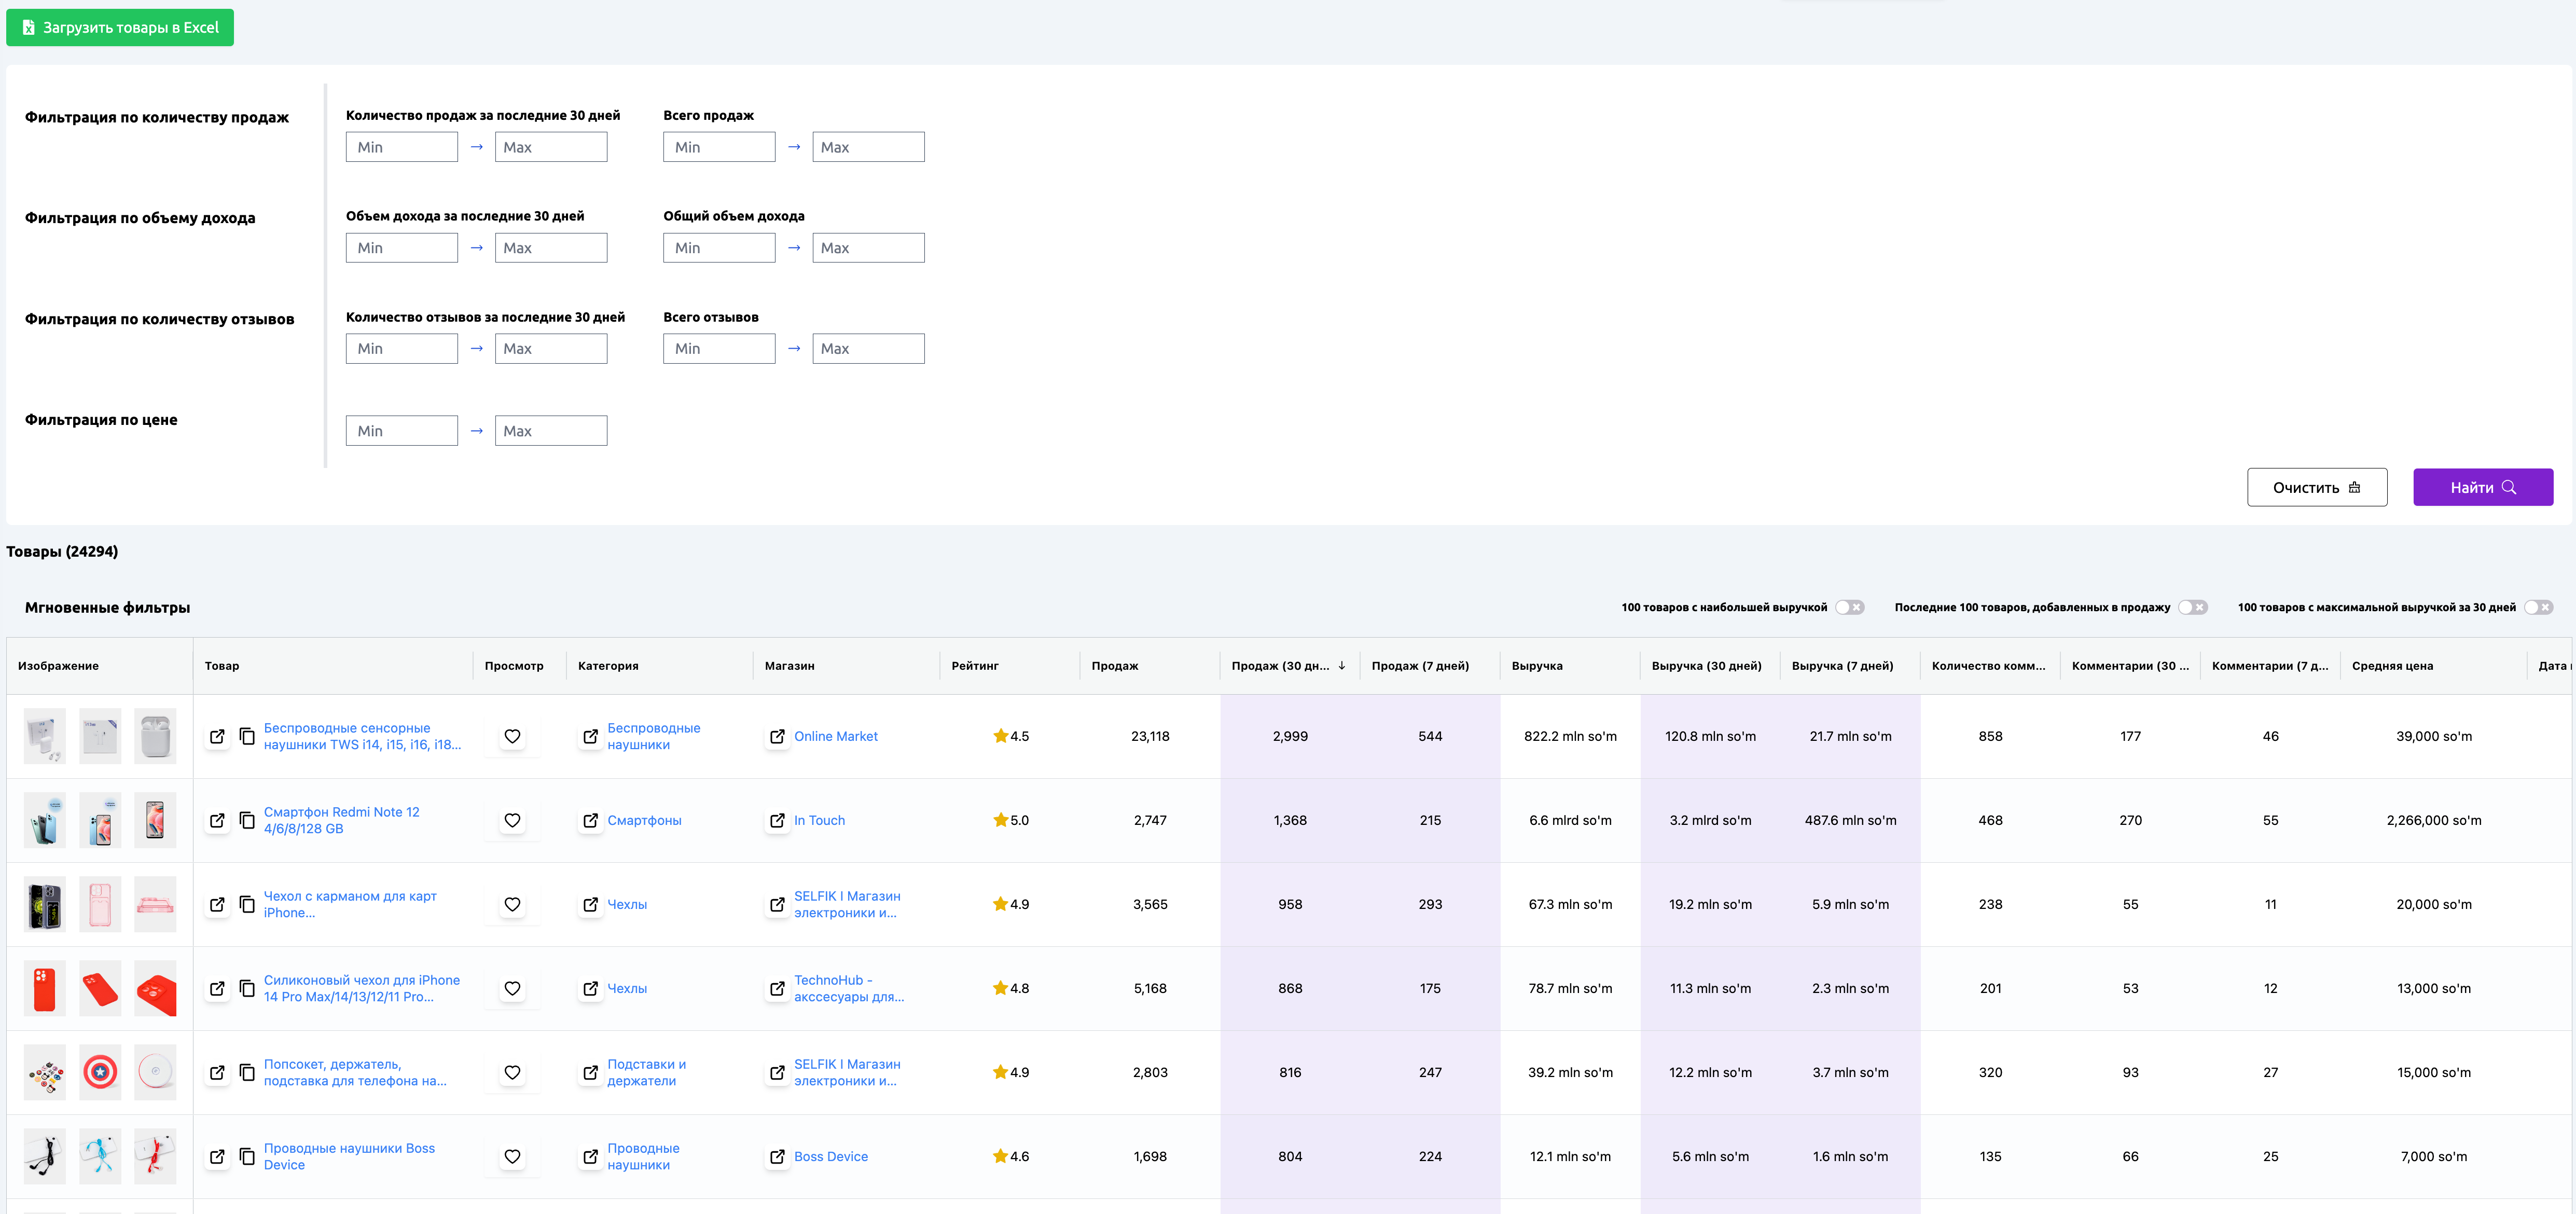 Загрузить товары в Excel
Фильтрация по количеству продаж
Количество продаж за последние 30 дней
Всего продаж
Min → Max
Min → Max
Фильтрация по объему дохода
Объем дохода за последние 30 дней
Общий объем дохода
Min → Max
Min → Max
Фильтрация по количеству отзывов
Количество отзывов за последние 30 дней
Всего отзывов
Min → Max
Min → Max
Фильтрация по цене
Min → Max
Очистить
Найти
Товары (24294)
Мгновенные фильтры
100 товаров с наибольшей выручкой
Последние 100 товаров, добавленных в продажу
100 товаров с максимальной выручкой за 30 дней
Изображение
Товар
Просмотр
Категория
Магазин
Рейтинг
Продаж
Продаж (30 дн... ↓
Продаж (7 дней)
Выручка
Выручка (30 дней)
Выручка (7 дней)
Количество комм...
Комментарии (30 ...
Комментарии (7 д...
Средняя цена
Дата
Беспроводные сенсорные
наушники TWS i14, i15, i16, i18...
Беспроводные
наушники
Online Market
4.5
23,118
2,999
544
822.2 mln so'm
120.8 mln so'm
21.7 mln so'm
858
177
46
39,000 so'm
Смартфон Redmi Note 12
4/6/8/128 GB
Смартфоны
In Touch
5.0
2,747
1,368
215
6.6 mlrd so'm
3.2 mlrd so'm
487.6 mln so'm
468
270
55
2,266,000 so'm
Чехол с карманом для карт
iPhone...
Чехлы
SELFIK I Магазин
электроники и...
4.9
3,565
958
293
67.3 mln so'm
19.2 mln so'm
5.9 mln so'm
238
55
11
20,000 so'm
Силиконовый чехол для iPhone
14 Pro Max/14/13/12/11 Pro...
Чехлы
TechnoHub -
акссесуары для...
4.8
5,168
868
175
78.7 mln so'm
11.3 mln so'm
2.3 mln so'm
201
53
12
13,000 so'm
Попсокет, держатель,
подставка для телефона на...
Подставки и
держатели
SELFIK I Магазин
электроники и...
4.9
2,803
816
247
39.2 mln so'm
12.2 mln so'm
3.7 mln so'm
320
93
27
15,000 so'm
Проводные наушники Boss
Device
Проводные
наушники
Boss Device
4.6
1,698
804
224
12.1 mln so'm
5.6 mln so'm
1.6 mln so'm
135
66
25
7,000 so'm